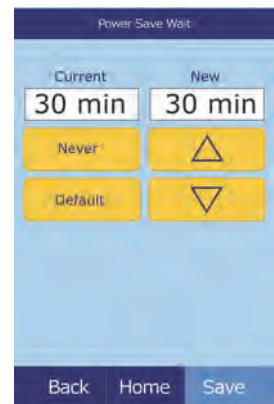 Power Save Wait
Current New
30 min 30 min
Never
Default
Back Home Save